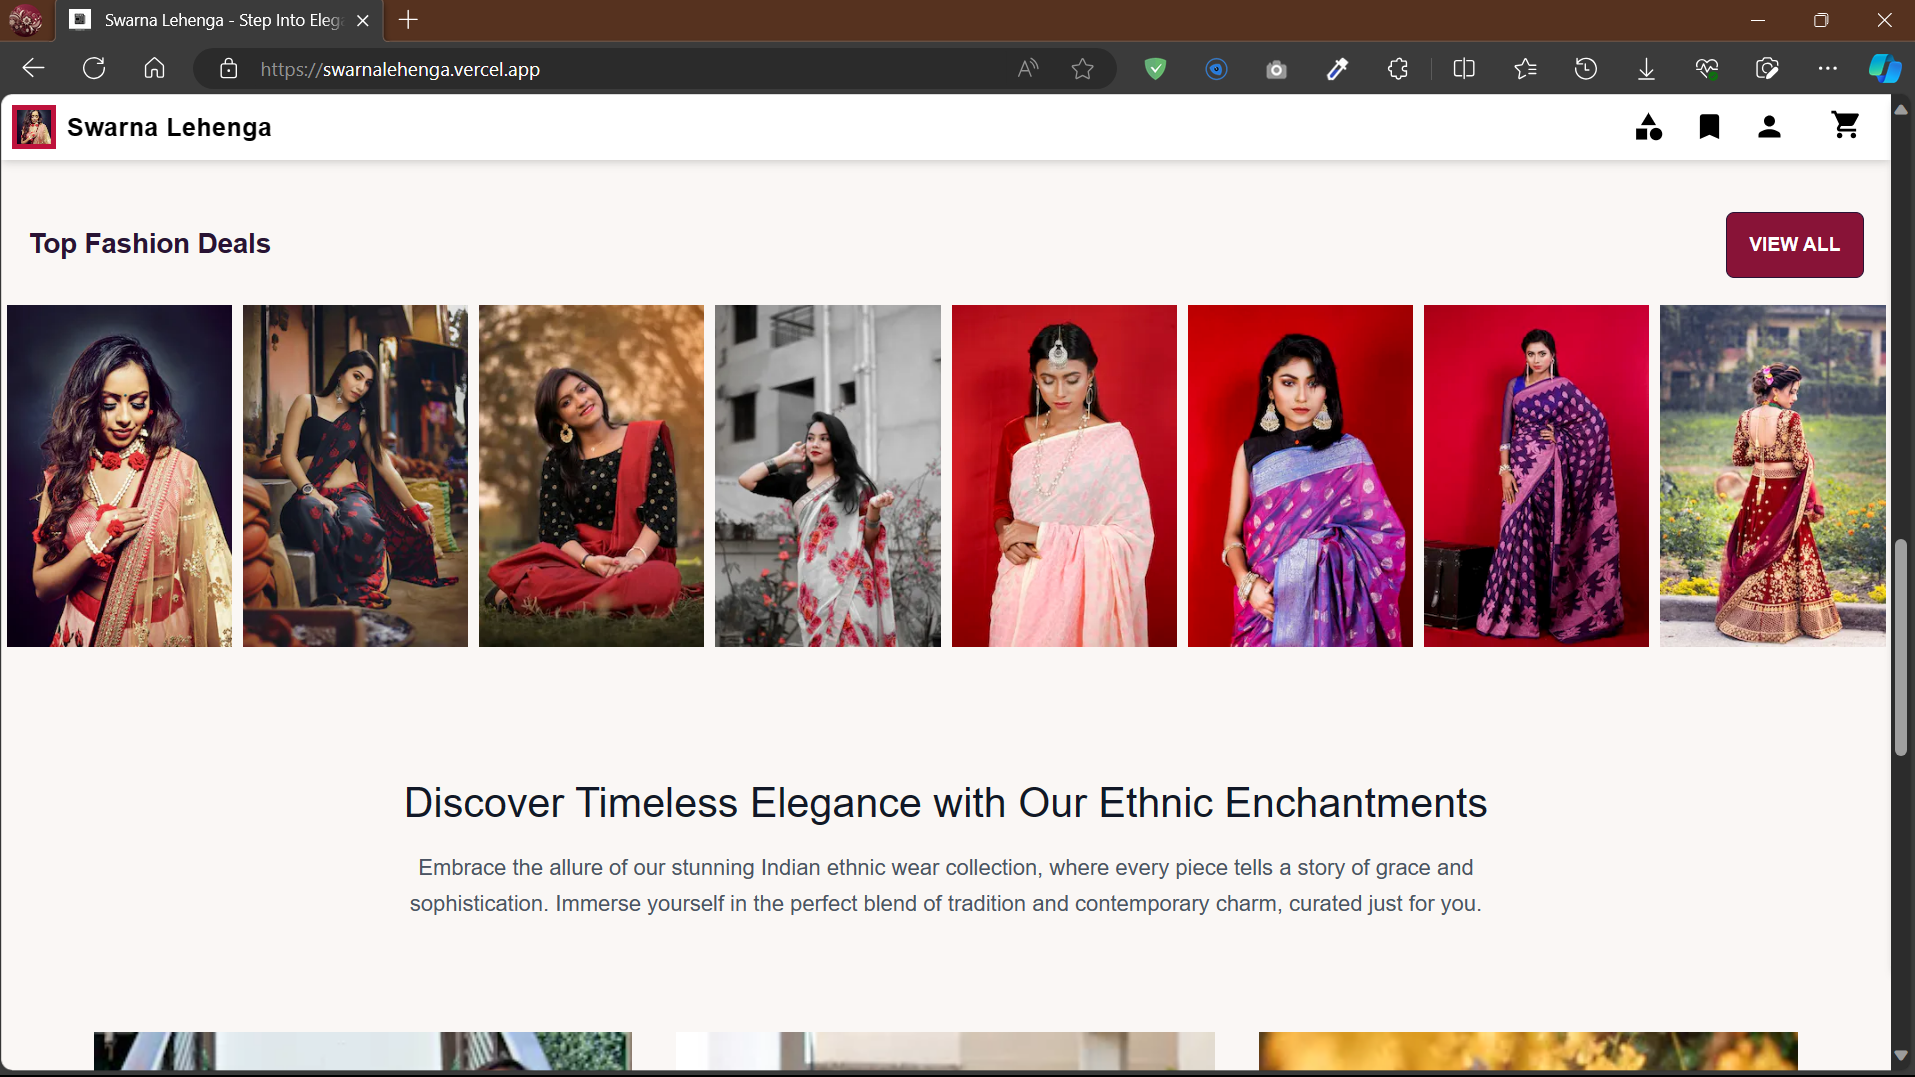 Swarna Lehenga - Step Into Eleg
https://swarnalehenga.vercel.app
Swarna Lehenga
Top Fashion Deals
VIEW ALL
Discover Timeless Elegance with Our Ethnic Enchantments
Embrace the allure of our stunning Indian ethnic wear collection, where every piece tells a story of grace and
sophistication. Immerse yourself in the perfect blend of tradition and contemporary charm, curated just for you.